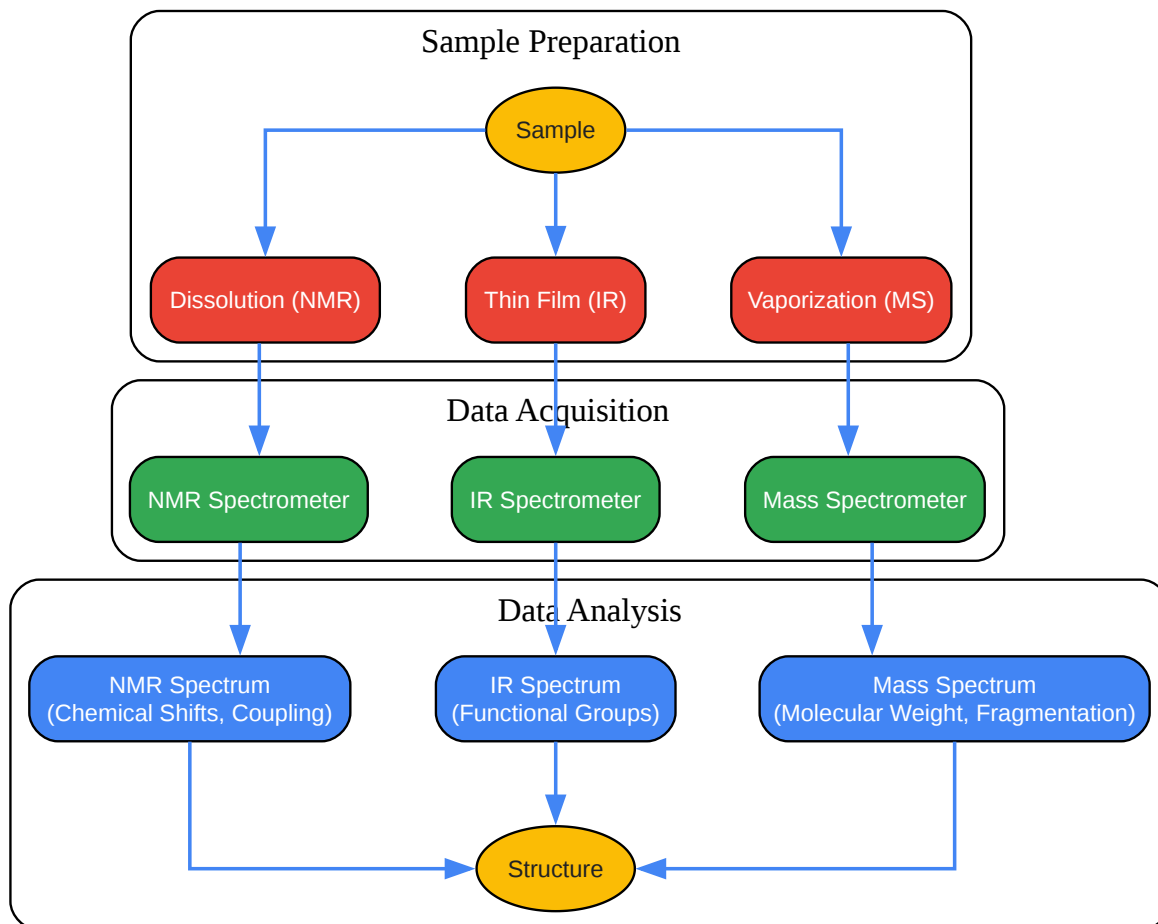 Sample Preparation
Sample
Dissolution (NMR)
Thin Film (IR)
Vaporization (MS)
Data Acquisition
NMR Spectrometer
IR Spectrometer
Mass Spectrometer
Data Analysis
NMR Spectrum
(Chemical Shifts, Coupling)
IR Spectrum
(Functional Groups)
Mass Spectrum
(Molecular Weight, Fragmentation)
Structure